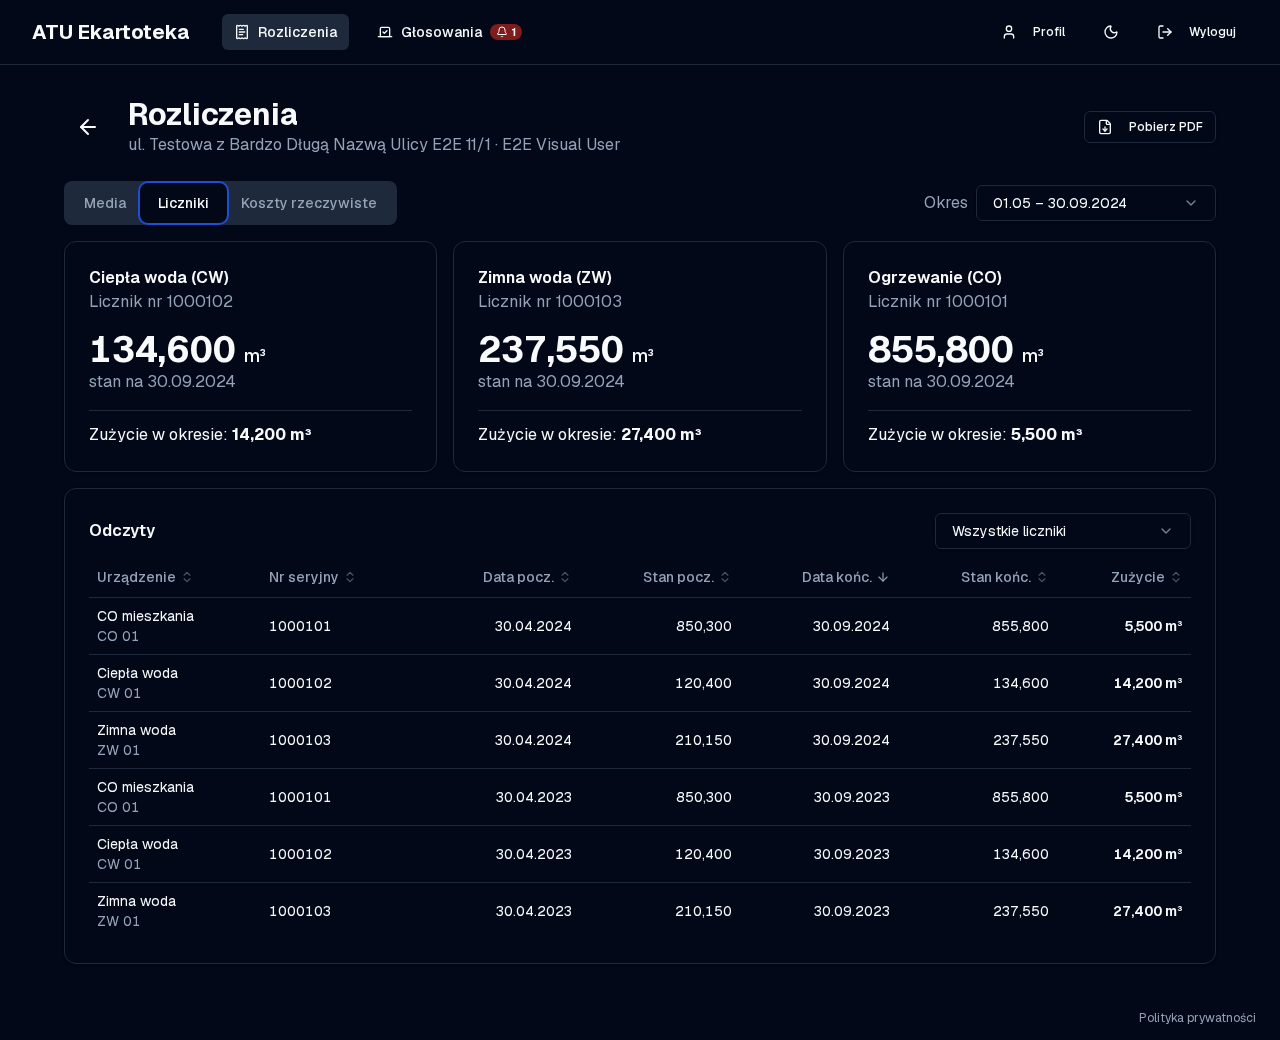 ATU Ekartoteka Rozliczenia Głosowania 1 Profil Wyloguj
Rozliczenia
ul. Testowa z Bardzo Długą Nazwą Ulicy E2E 11/1 · E2E Visual User
Pobierz PDF
Media Liczniki Koszty rzeczywiste Okres 01.05 – 30.09.2024
Ciepła woda (CW)
Licznik nr 1000102
134,600 m³
stan na 30.09.2024
Zużycie w okresie: 14,200 m³
Zimna woda (ZW)
Licznik nr 1000103
237,550 m³
stan na 30.09.2024
Zużycie w okresie: 27,400 m³
Ogrzewanie (CO)
Licznik nr 1000101
855,800 m³
stan na 30.09.2024
Zużycie w okresie: 5,500 m³
Odczyty Wszystkie liczniki
Urządzenie Nr seryjny Data pocz. Stan pocz. Data końc. Stan końc. Zużycie
CO mieszkania
CO 01
1000101 30.04.2024 850,300 30.09.2024 855,800 5,500 m³
Ciepła woda
CW 01
1000102 30.04.2024 120,400 30.09.2024 134,600 14,200 m³
Zimna woda
ZW 01
1000103 30.04.2024 210,150 30.09.2024 237,550 27,400 m³
CO mieszkania
CO 01
1000101 30.04.2023 850,300 30.09.2023 855,800 5,500 m³
Ciepła woda
CW 01
1000102 30.04.2023 120,400 30.09.2023 134,600 14,200 m³
Zimna woda
ZW 01
1000103 30.04.2023 210,150 30.09.2023 237,550 27,400 m³
Polityka prywatności